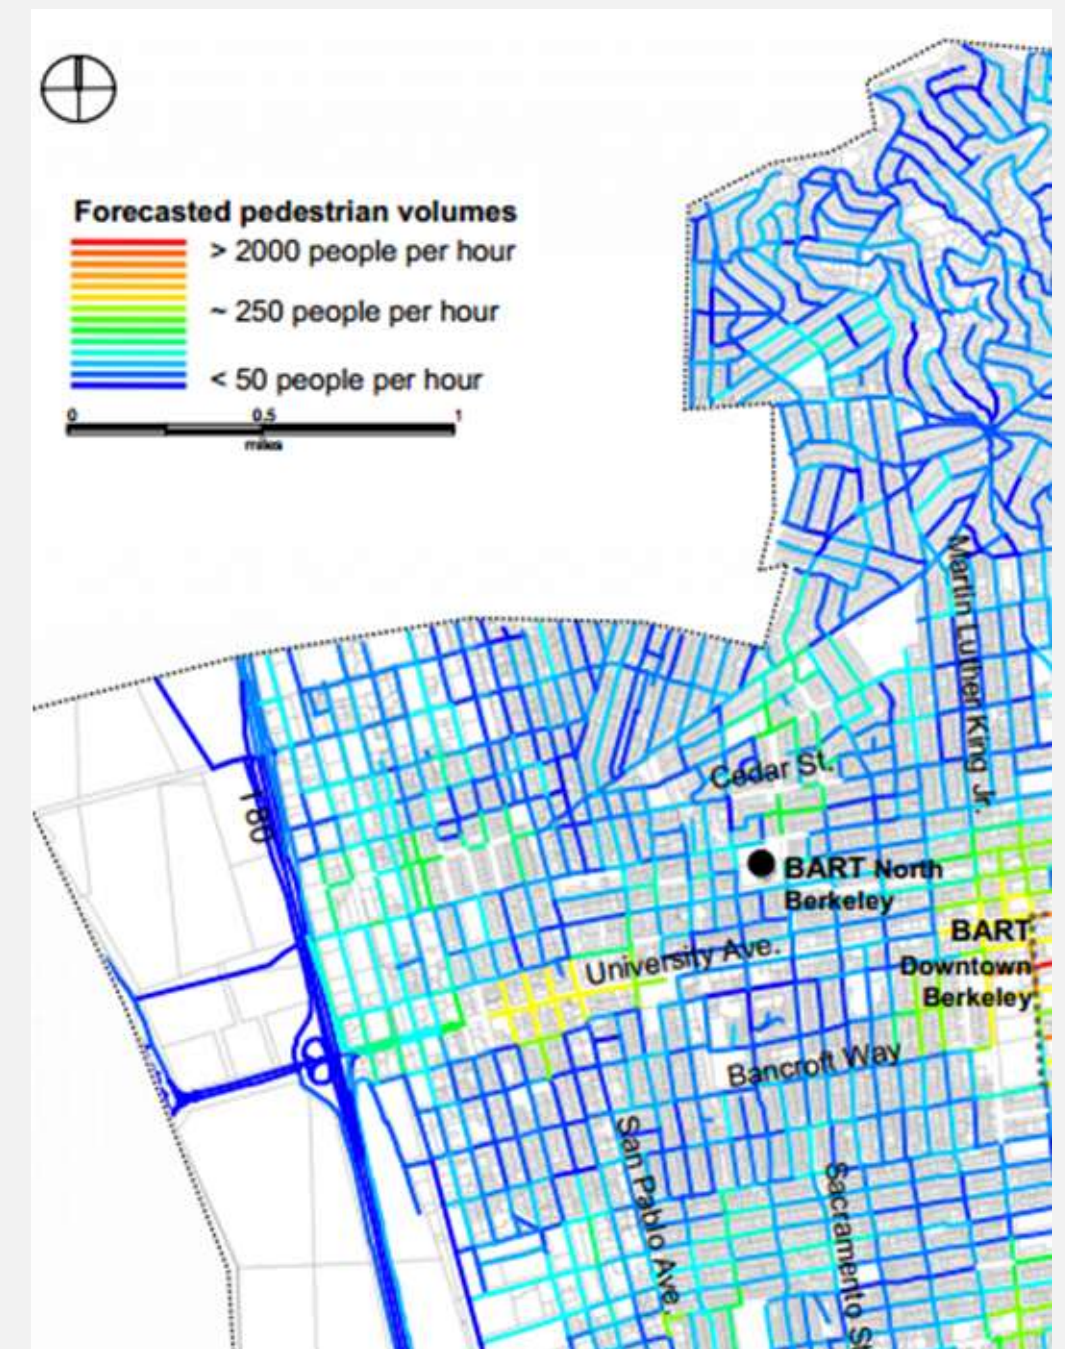 Forecasted pedestrian volumes
> 2000 people per hour
~ 250 people per hour
< 50 people per hour
0 0.5 1
miles
Martin Luther King Jr.
Cedar St.
I 80
BART North
Berkeley
BART
Downtown
Berkeley
University Ave.
Bancroft Way
San Pablo Ave.
Sacramento St